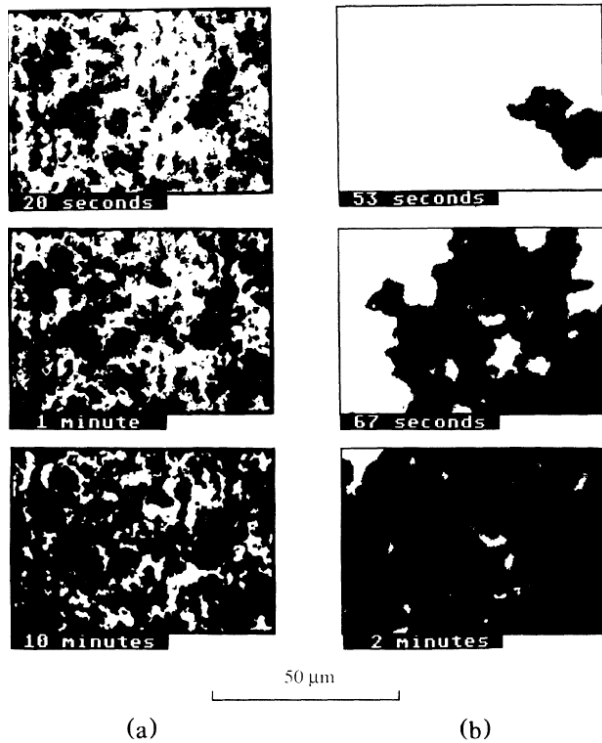 20 seconds
53 seconds
1 minute
67 seconds
10 minutes
2 minutes
50 μm
(a)
(b)